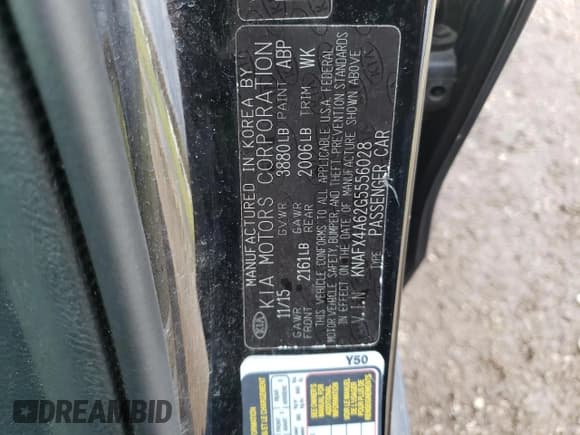 MANUFACTURED IN KOREA BY
KIA MOTORS CORPORATION
11/15 G.V.W.R. 3880LB PAINT ABP
GAWR FRONT 2161LB GAWR REAR 2006LB TRIM WK
THIS VEHICLE CONFORMS TO ALL APPLICABLE U.S.A. FEDERAL
MOTOR VEHICLE SAFETY, BUMPER, AND THEFT PREVENTION STANDARDS
IN EFFECT ON THE DATE OF MANUFACTURE SHOWN ABOVE
V.I.N KNAFX4A62G5556028
TYPE PASSENGER CAR
KIA
Y50
DREAMBID